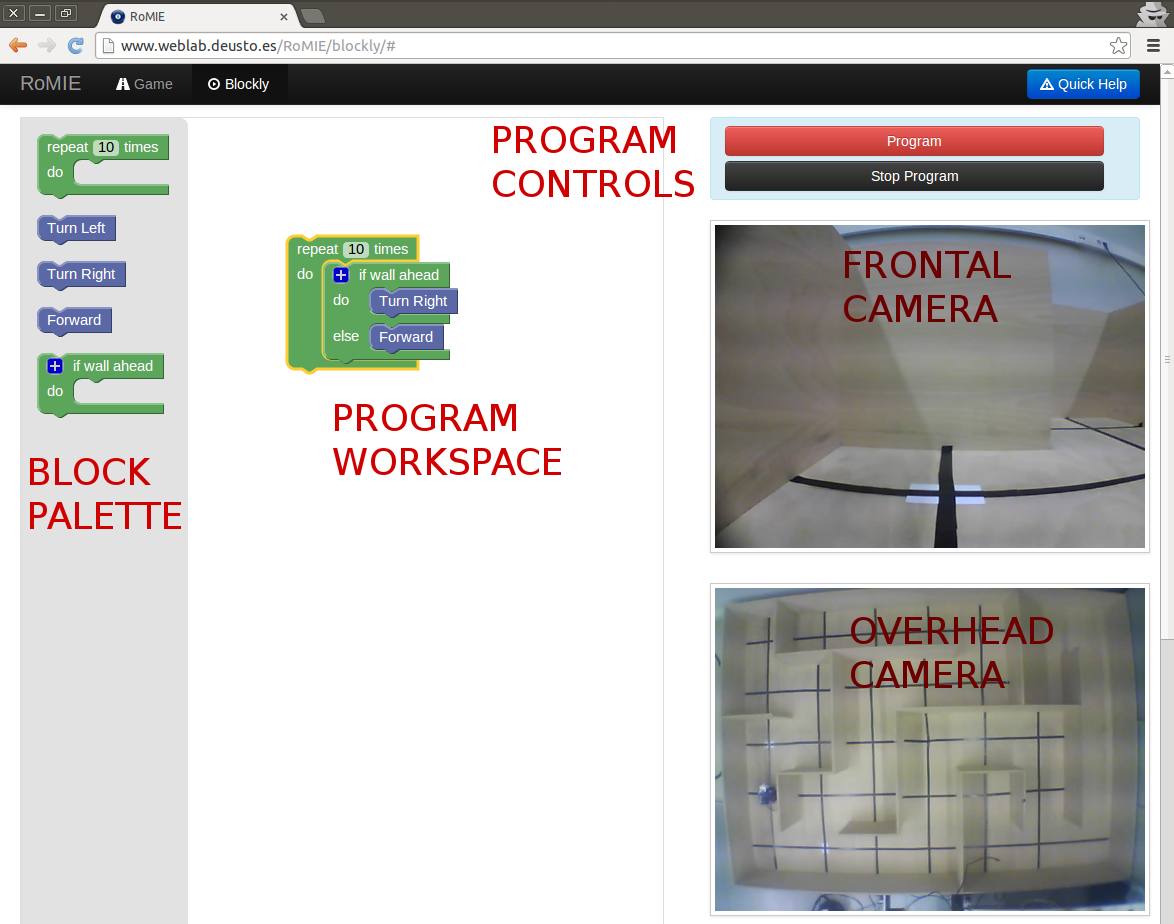 RoMIE
www.weblab.deusto.es/RoMIE/blockly/#
RoMIE Game Blockly Quick Help
repeat 10 times
do
Turn Left
Turn Right
Forward
if wall ahead
do
BLOCK
PALETTE
PROGRAM
CONTROLS
repeat 10 times
do if wall ahead
do Turn Right
else Forward
PROGRAM
WORKSPACE
Program
Stop Program
FRONTAL
CAMERA
OVERHEAD
CAMERA